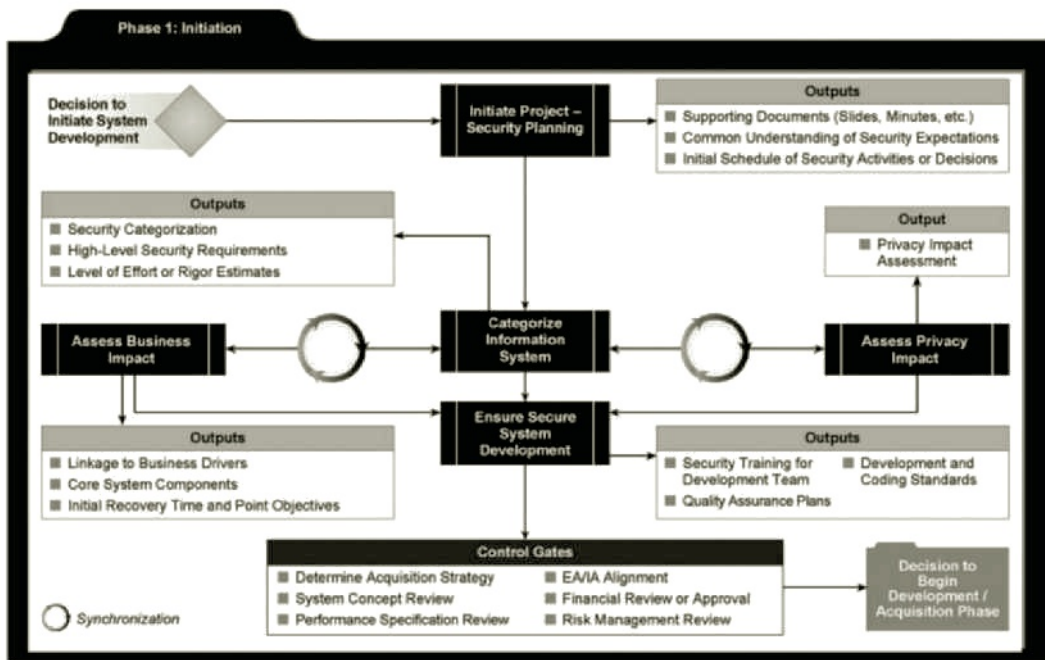 Phase 1: Initiation
Decision to
Initiate System
Development
Initiate Project –
Security Planning
Outputs
Supporting Documents (Slides, Minutes, etc.)
Common Understanding of Security Expectations
Initial Schedule of Security Activities or Decisions
Outputs
Security Categorization
High-Level Security Requirements
Level of Effort or Rigor Estimates
Output
Privacy Impact
Assessment
Assess Business
Impact
Categorize
Information
System
Assess Privacy
Impact
Ensure Secure
System
Development
Outputs
Linkage to Business Drivers
Core System Components
Initial Recovery Time and Point Objectives
Outputs
Security Training for
Development Team
Quality Assurance Plans
Development and
Coding Standards
Control Gates
Determine Acquisition Strategy
System Concept Review
Performance Specification Review
EA/IA Alignment
Financial Review or Approval
Risk Management Review
Decision to
Begin
Development /
Acquisition Phase
Synchronization